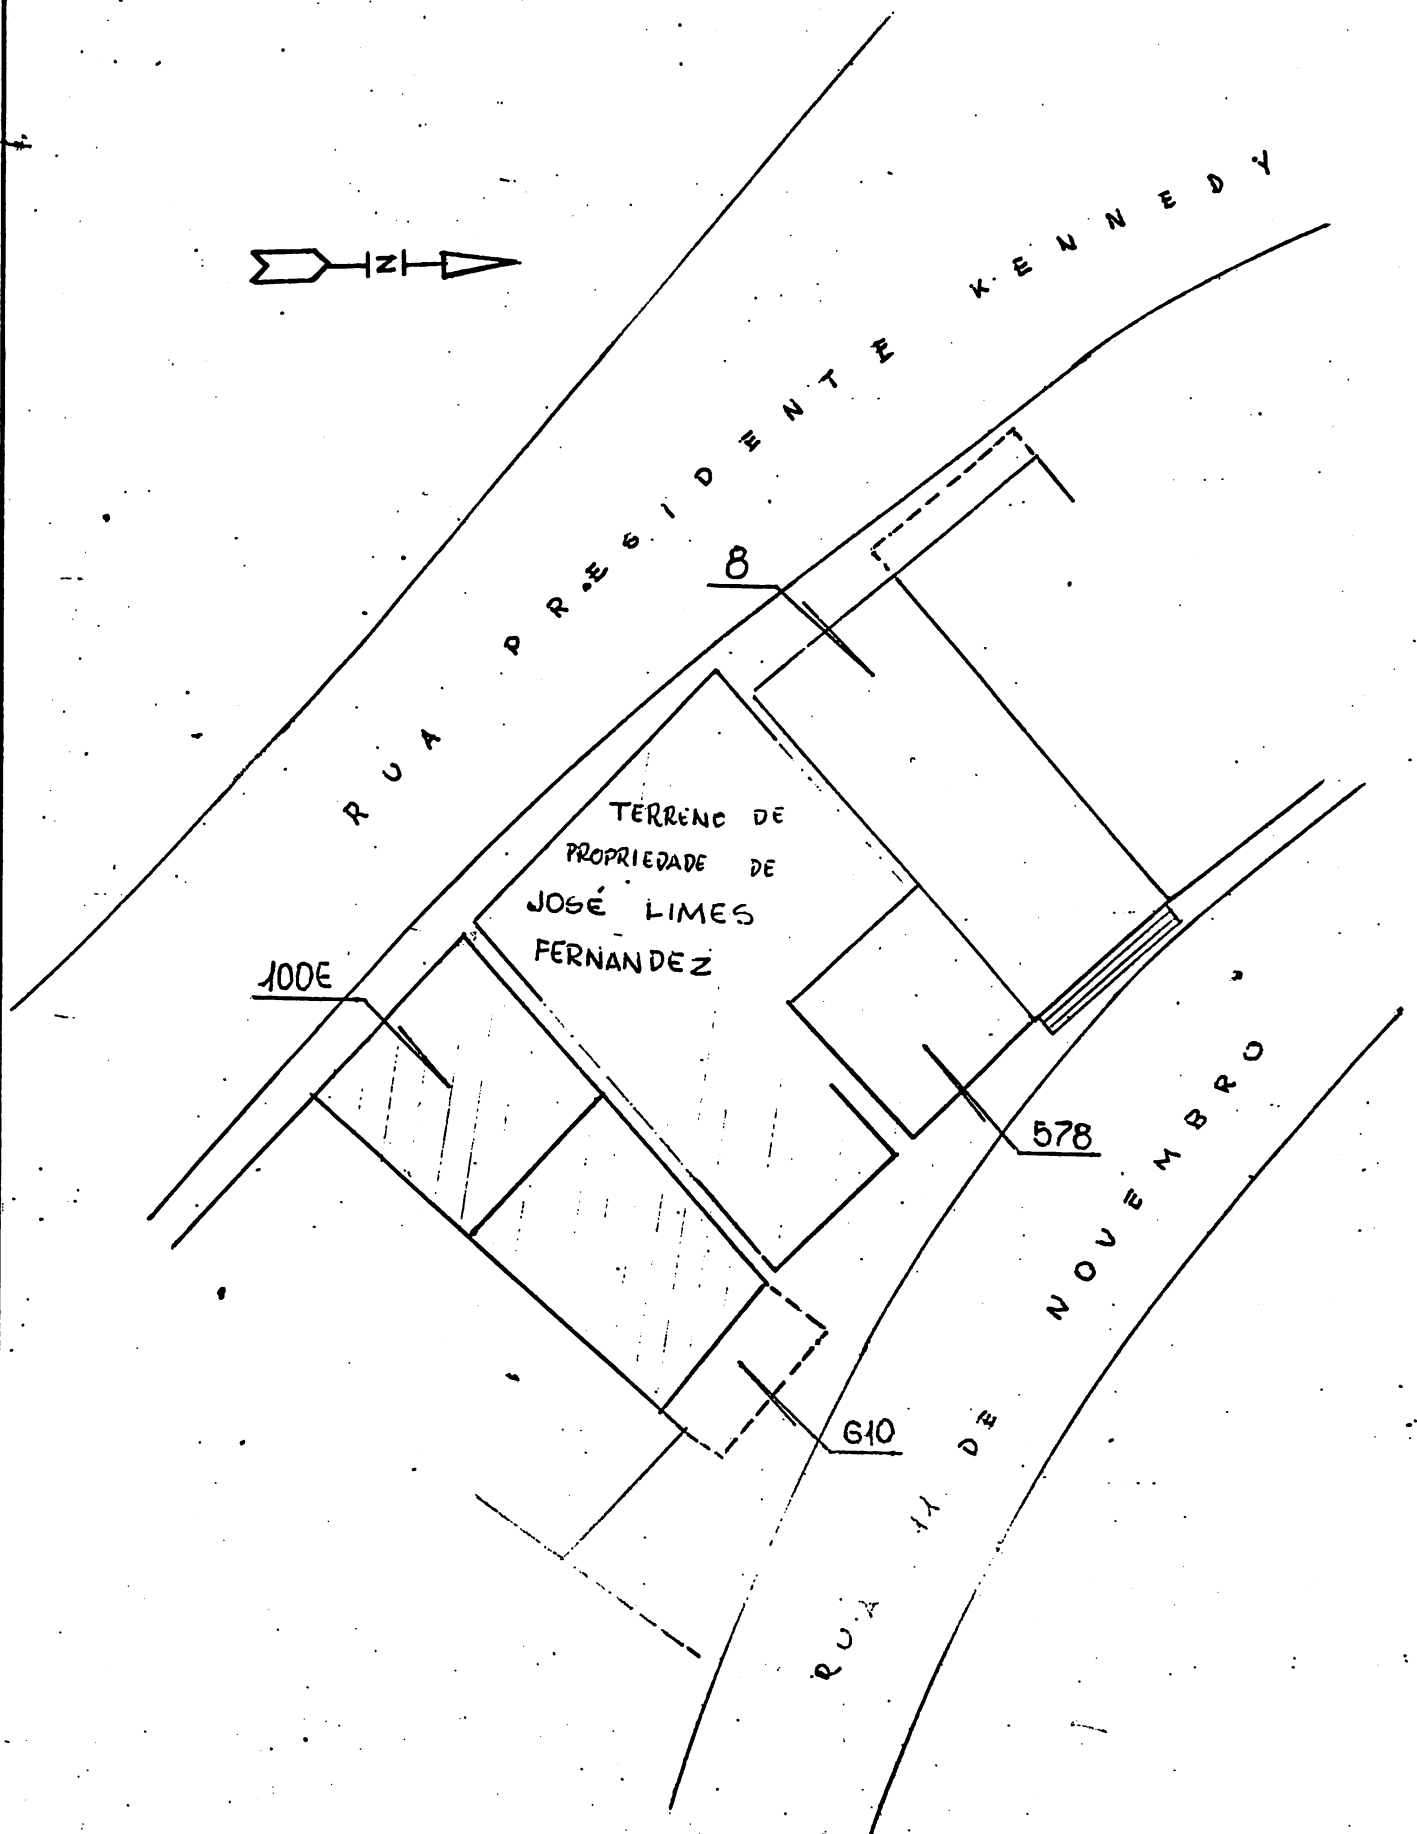 RUA PRESIDENTE KENNEDY
N
8
TERRENO DE
PROPRIEDADE DE
JOSÉ LIMES
FERNANDEZ
100E
578
610
RUA 11 DE NOVEMBRO